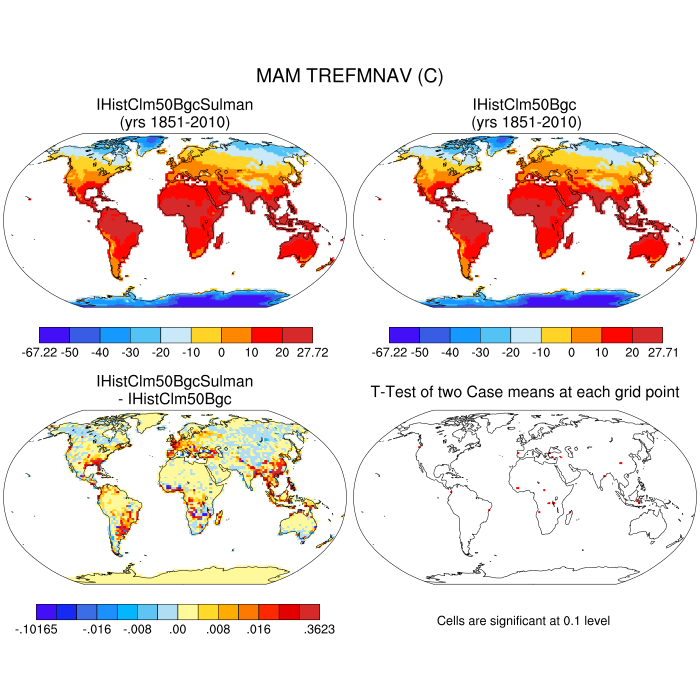 MAM TREFMNAV (C)
IHistClm50BgcSulman
(yrs 1851-2010)
IHistClm50Bgc
(yrs 1851-2010)
-67.22 -50 -40 -30 -20 -10 0 10 20 27.72
-67.22 -50 -40 -30 -20 -10 0 10 20 27.71
IHistClm50BgcSulman
- IHistClm50Bgc
T-Test of two Case means at each grid point
-.10165 -.016 -.008 .00 .008 .016 .3623
Cells are significant at 0.1 level